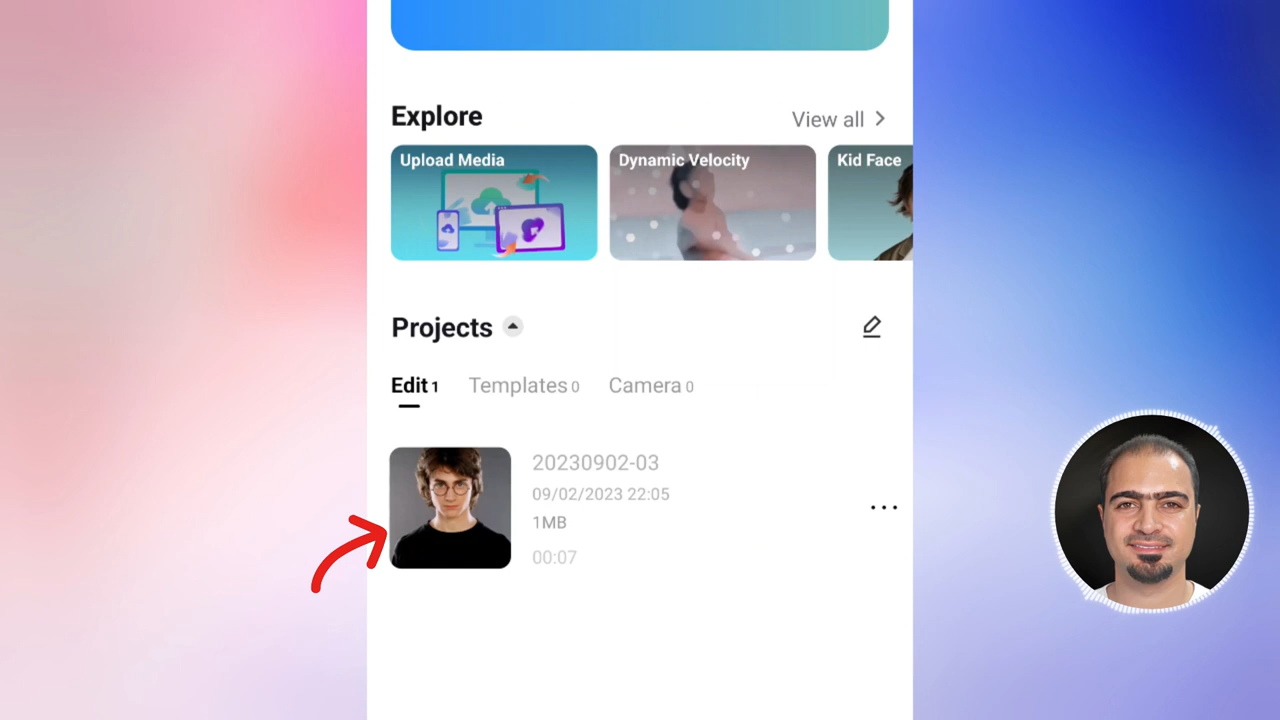 Explore
View all
Upload Media
Dynamic Velocity
Kid Face
Projects
Edit 1
Templates 0
Camera 0
20230902-03
09/02/2023 22:05
1MB
00:07